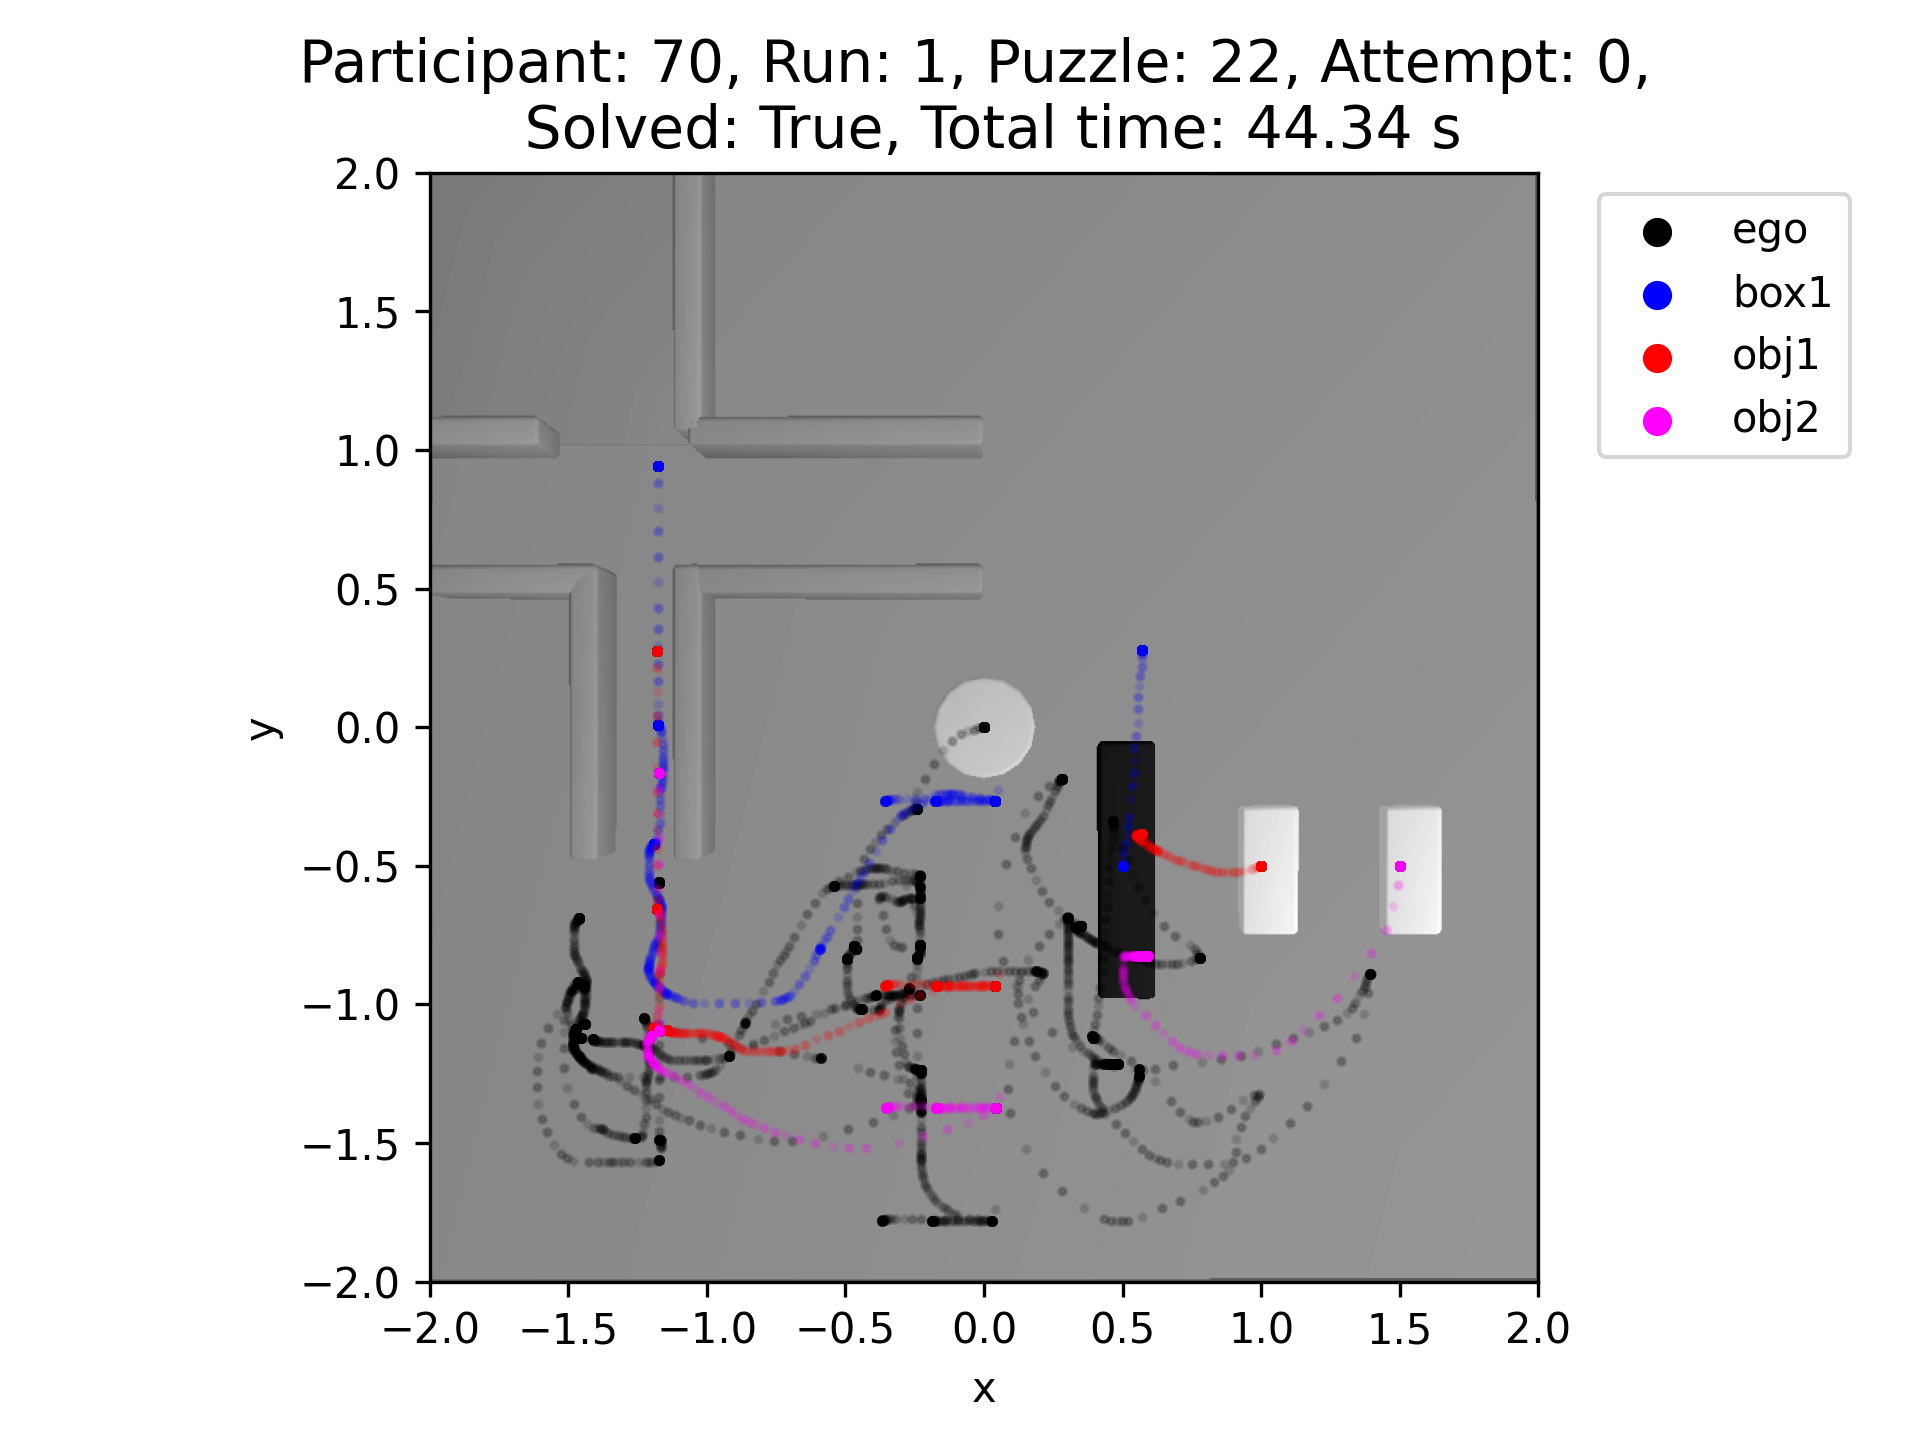 Participant: 70, Run: 1, Puzzle: 22, Attempt: 0,
Solved: True, Total time: 44.34 s
ego
box1
obj1
obj2
2.0
1.5
1.0
0.5
0.0
−0.5
−1.0
−1.5
−2.0
y
−2.0 −1.5 −1.0 −0.5 0.0 0.5 1.0 1.5 2.0
x